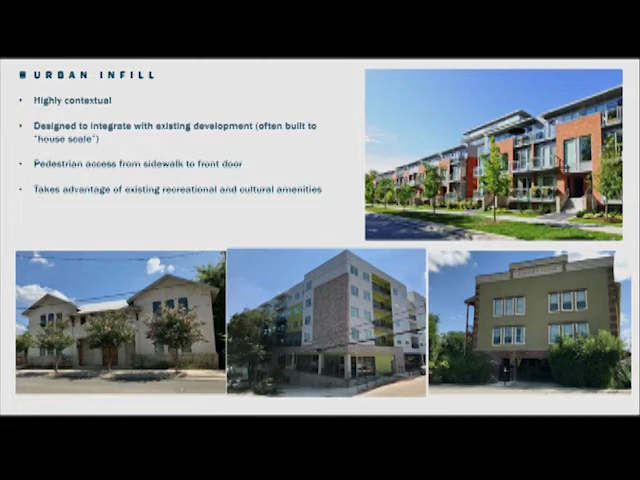 URBAN INFILL
• Highly contextual
• Designed to integrate with existing development (often built to
"house scale")
• Pedestrian access from sidewalk to front door
• Takes advantage of existing recreational and cultural amenities